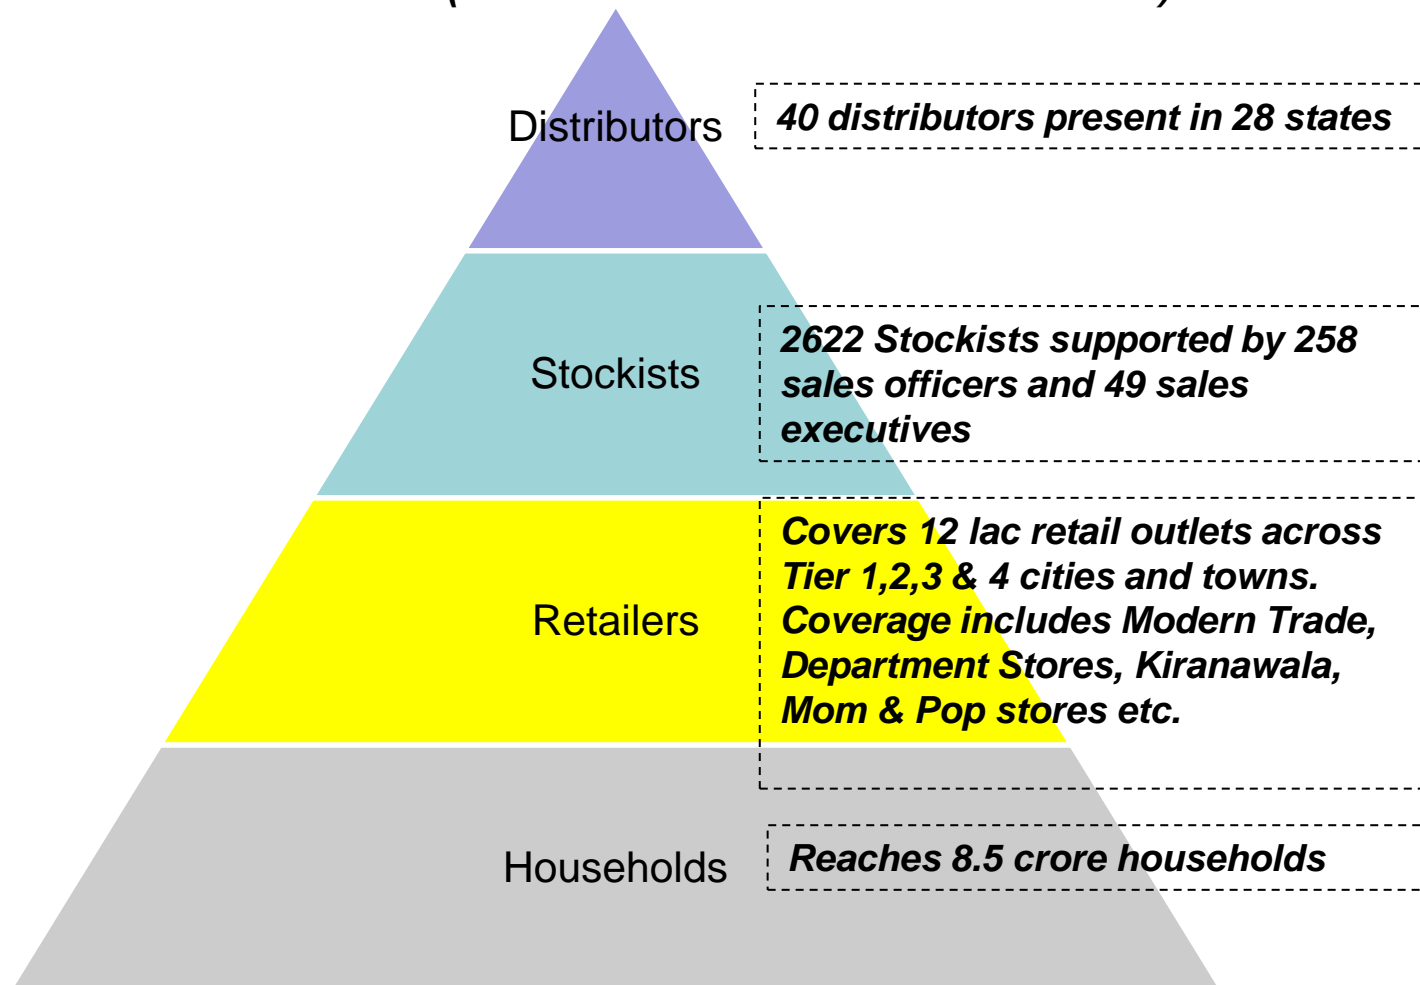 Distributors
40 distributors present in 28 states
Stockists
2622 Stockists supported by 258
sales officers and 49 sales
executives
Retailers
Covers 12 lac retail outlets across
Tier 1,2,3 & 4 cities and towns.
Coverage includes Modern Trade,
Department Stores, Kiranawala,
Mom & Pop stores etc.
Households
Reaches 8.5 crore households